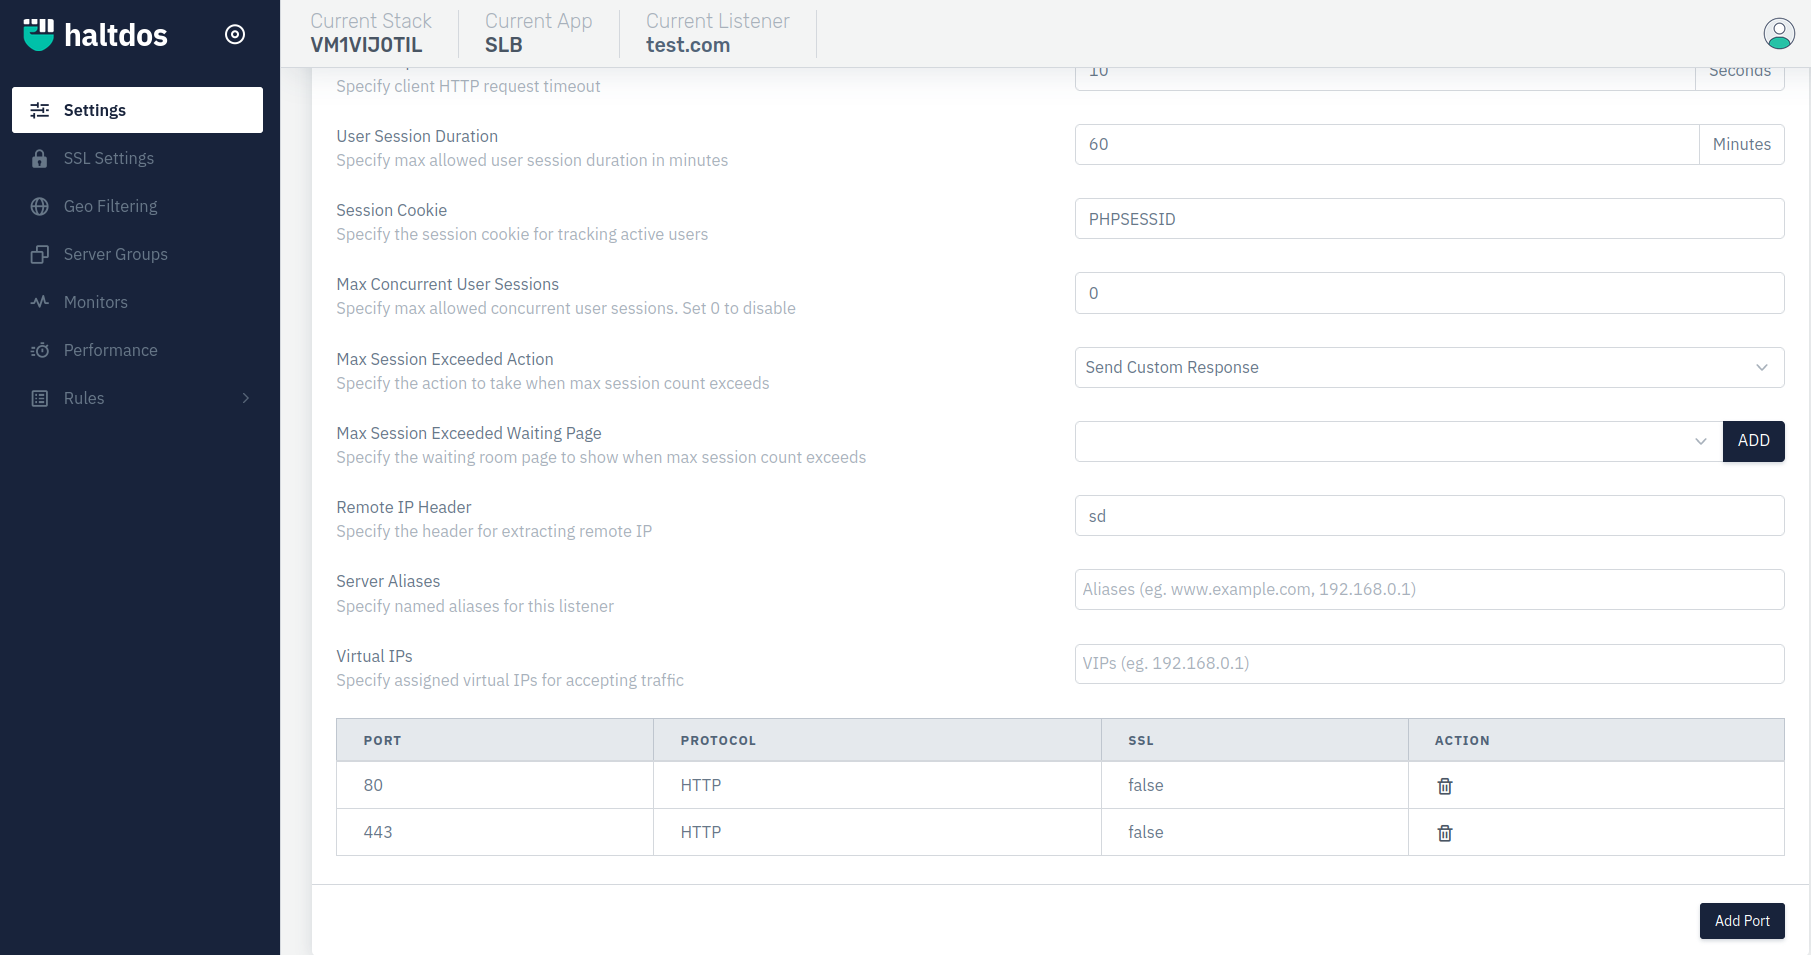 haltdos
Settings
SSL Settings
Geo Filtering
Server Groups
Monitors
Performance
Rules
Current Stack
VM1VIJ0TIL
Current App
SLB
Current Listener
test.com
Specify client HTTP request timeout
10
Seconds
User Session Duration
Specify max allowed user session duration in minutes
60
Minutes
Session Cookie
Specify the session cookie for tracking active users
PHPSESSID
Max Concurrent User Sessions
Specify max allowed concurrent user sessions. Set 0 to disable
0
Max Session Exceeded Action
Specify the action to take when max session count exceeds
Send Custom Response
Max Session Exceeded Waiting Page
Specify the waiting room page to show when max session count exceeds
ADD
Remote IP Header
Specify the header for extracting remote IP
sd
Server Aliases
Specify named aliases for this listener
Aliases (eg. www.example.com, 192.168.0.1)
Virtual IPs
Specify assigned virtual IPs for accepting traffic
VIPs (eg. 192.168.0.1)
PORT PROTOCOL SSL ACTION
80 HTTP false
443 HTTP false
Add Port